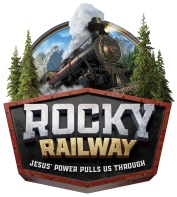 ROCKY
RAILWAY
JESUS' POWER PULLS US THROUGH